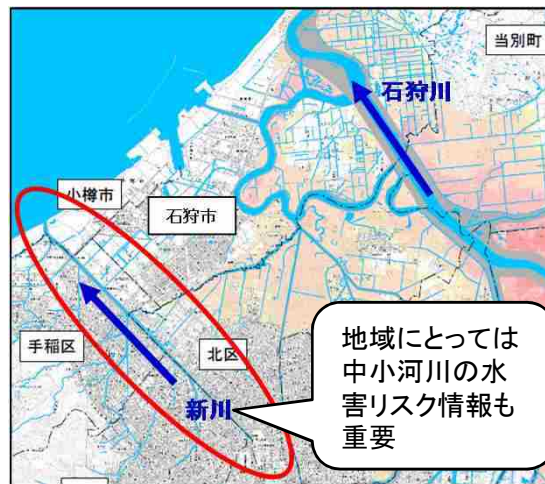 当別町
石狩川
小樽市
石狩市
手稲区
北区
新川
地域にとっては
中小河川の水
害リスク情報も
重要